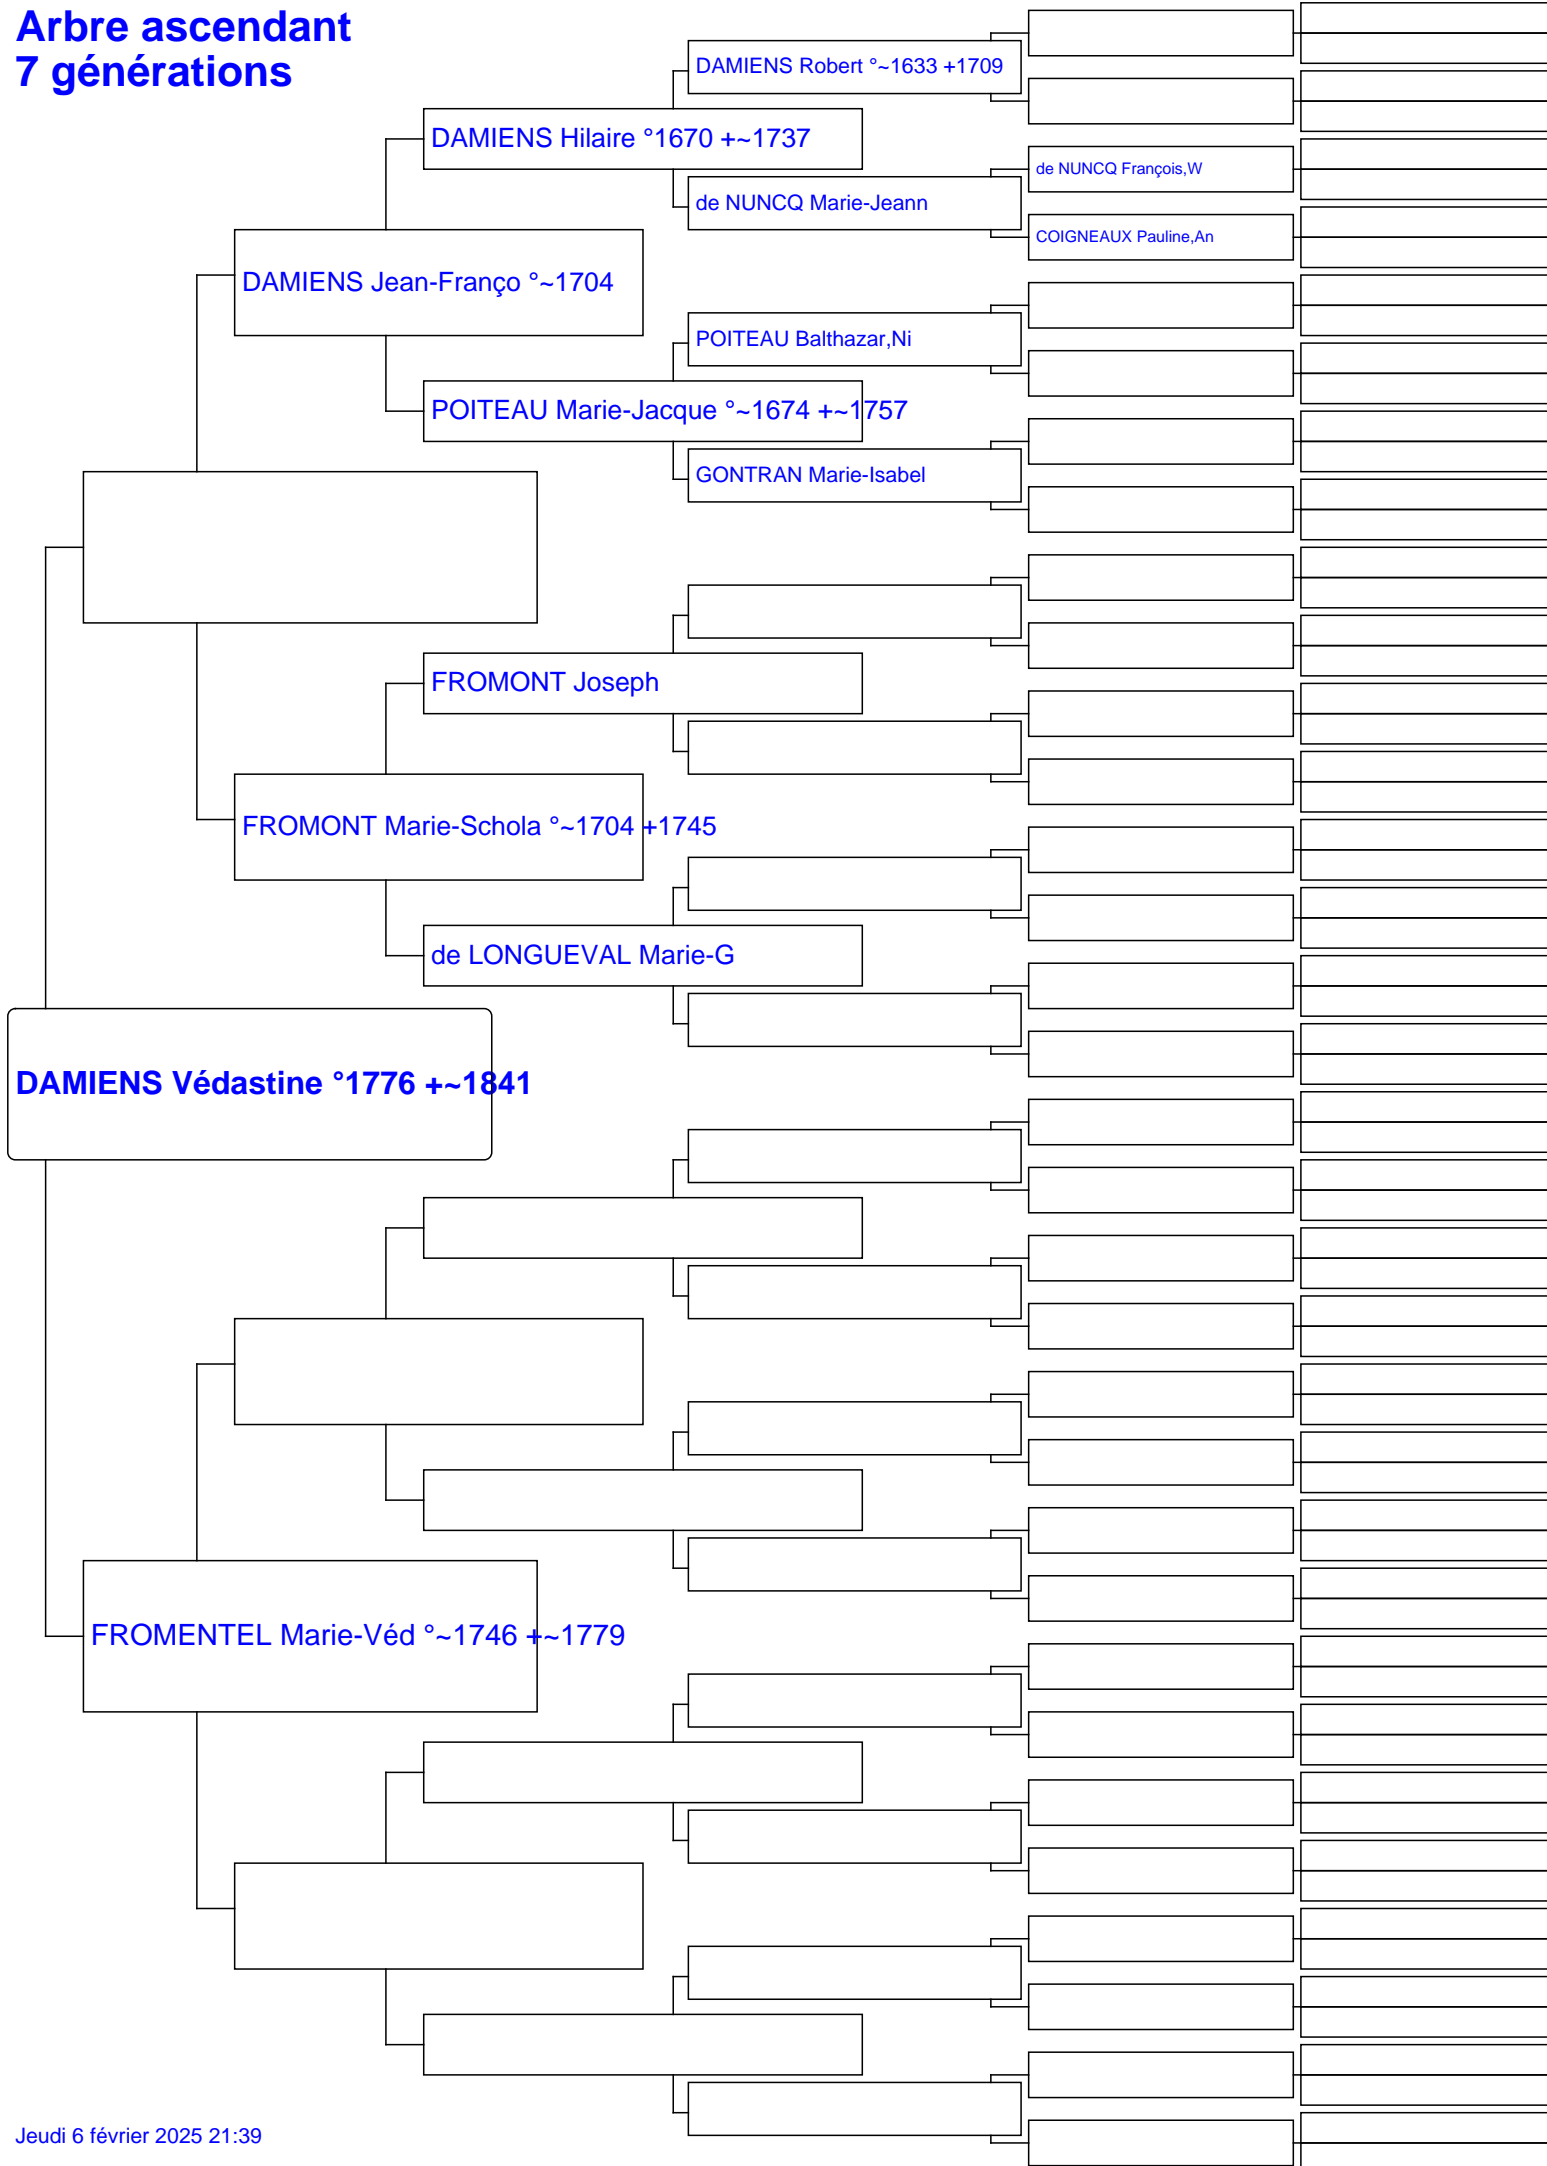 Arbre ascendant
7 générations
DAMIENS Robert °~1633 +1709
DAMIENS Hilaire °1670 +~1737
de NUNCQ François,W
de NUNCQ Marie-Jeann
COIGNEAUX Pauline,An
DAMIENS Jean-Franço °~1704
POITEAU Balthazar,Ni
POITEAU Marie-Jacque °~1674 +~1757
GONTRAN Marie-Isabel
FROMONT Joseph
FROMONT Marie-Schola °~1704 +1745
de LONGUEVAL Marie-G
DAMIENS Védastine °1776 +~1841
FROMENTEL Marie-Véd °~1746 +~1779
Jeudi 6 février 2025 21:39